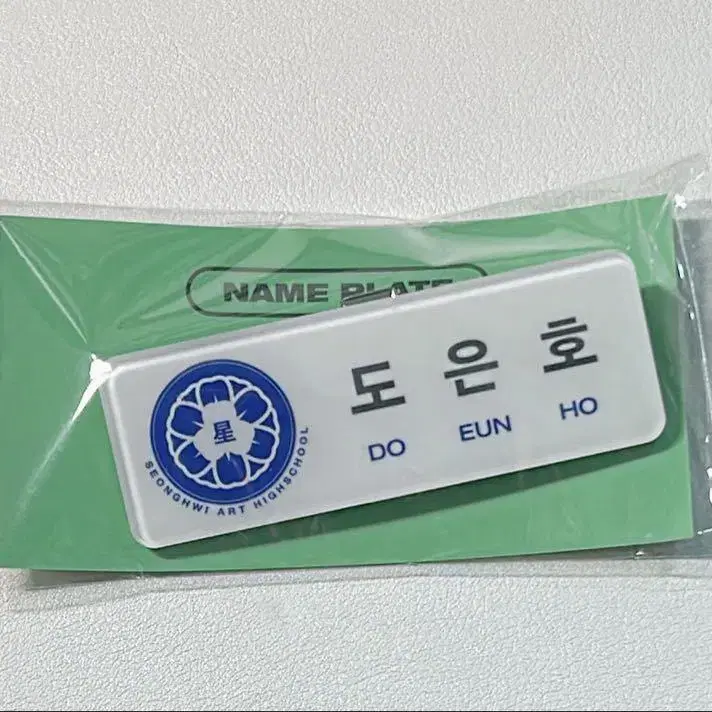 NAME PLATE
도 은 호
DO EUN HO
星
SEONGHWI ART HIGHSCHOOL